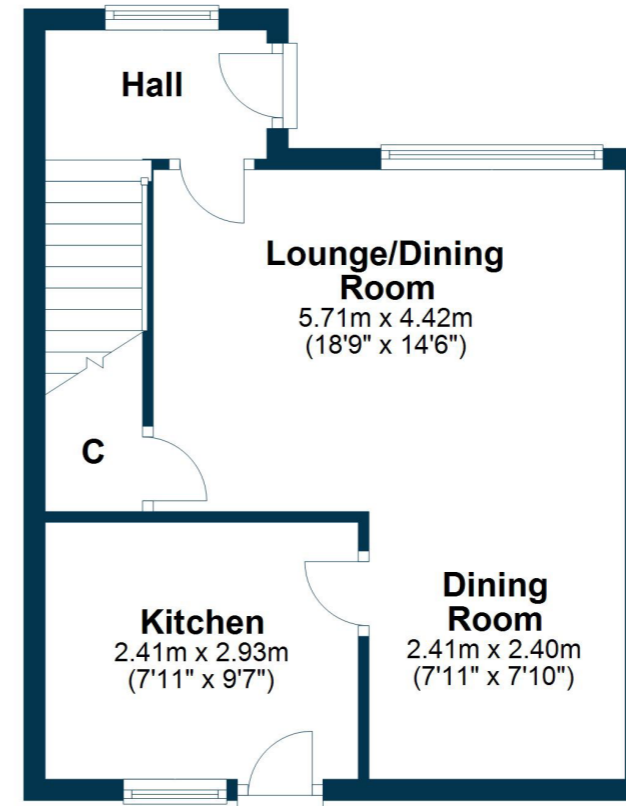 Hall
Lounge/Dining
Room
5.71m x 4.42m
(18'9" x 14'6")
C
Kitchen
2.41m x 2.93m
(7'11" x 9'7")
Dining
Room
2.41m x 2.40m
(7'11" x 7'10")